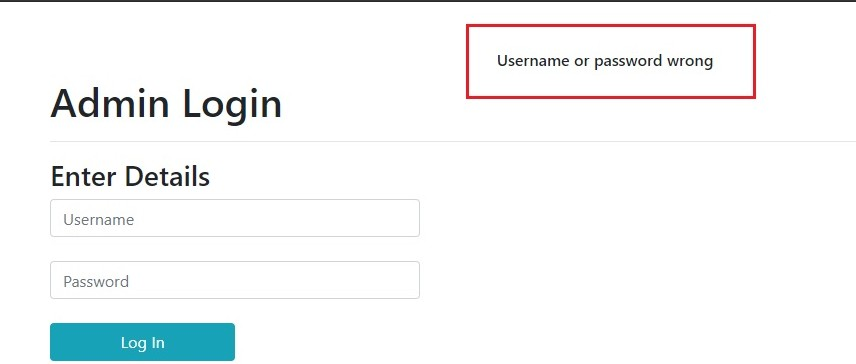 Username or password wrong
Admin Login
Enter Details
Username
Password
Log In